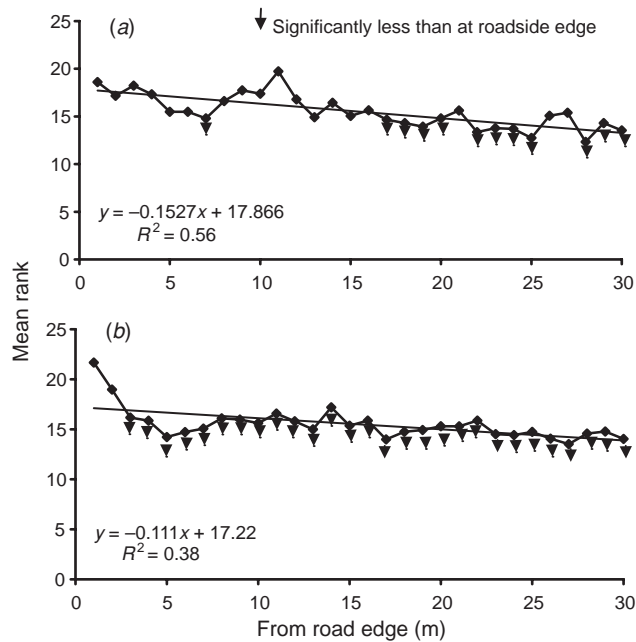 25
(a)
Significantly less than at roadside edge
20
15
10
5
y = –0.1527x + 17.866
R² = 0.56
0
0 5 10 15 20 25 30
Mean rank
25
(b)
20
15
10
5
y = –0.111x + 17.22
R² = 0.38
0
0 5 10 15 20 25 30
From road edge (m)